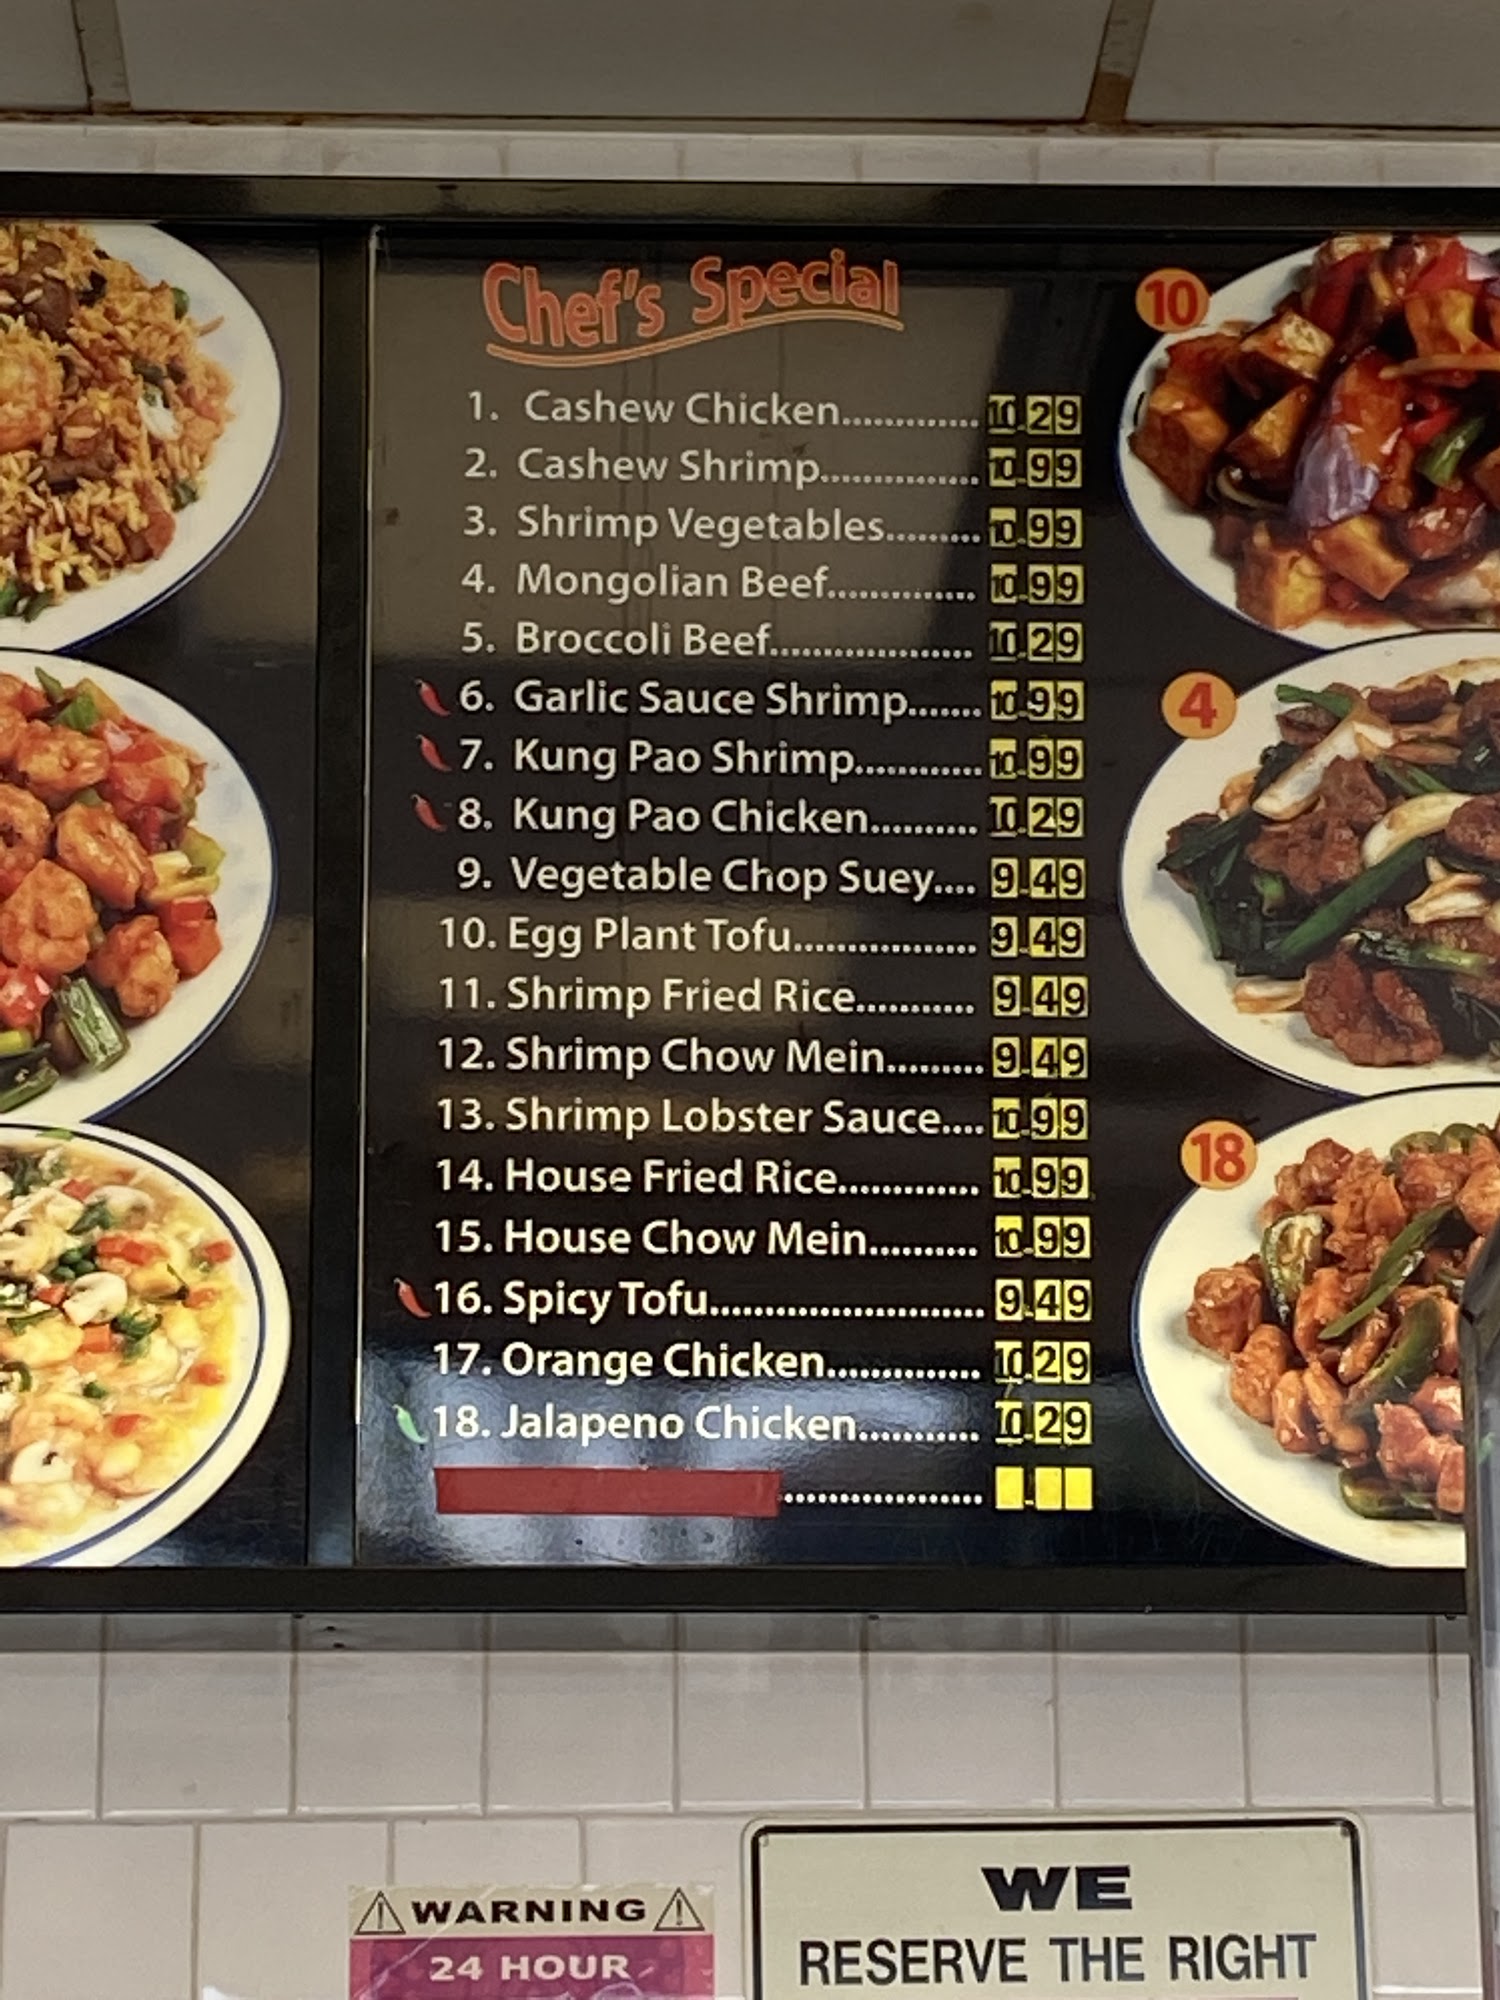 Chef's Special
1. Cashew Chicken............. 10.29
2. Cashew Shrimp............... 10.99
3. Shrimp Vegetables......... 10.99
4. Mongolian Beef.............. 10.99
5. Broccoli Beef................... 10.29
6. Garlic Sauce Shrimp....... 10.99
7. Kung Pao Shrimp............ 10.99
8. Kung Pao Chicken.......... 10.29
9. Vegetable Chop Suey.... 9.49
10. Egg Plant Tofu................. 9.49
11. Shrimp Fried Rice........... 9.49
12. Shrimp Chow Mein......... 9.49
13. Shrimp Lobster Sauce.... 10.99
14. House Fried Rice............. 10.99
15. House Chow Mein.......... 10.99
16. Spicy Tofu......................... 9.49
17. Orange Chicken.............. 10.29
18. Jalapeno Chicken........... 10.29
10
4
18
WARNING
24 HOUR
WE
RESERVE THE RIGHT